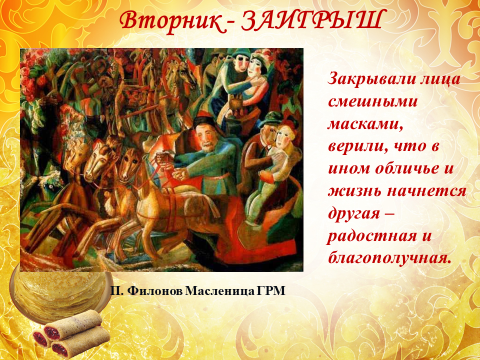 Вторник - ЗАИГРЫШ
Закрывали лица
смешными
масками,
верили, что в
ином обличье и
жизнь начнется
другая –
радостная и
благополучная.
П. Филонов Масленица ГРМ